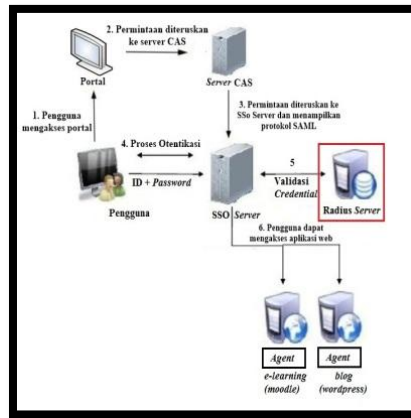 2. Permintaan diteruskan
ke server CAS
Portal
Server CAS
1. Pengguna
mengakses portal
3. Permintaan diteruskan ke
SSo Server dan menampilkan
protokol SAML
4. Proses Otentikasi
5
Validasi
Credential
ID + Password
Pengguna
SSO Server
Radius Server
6. Pengguna dapat
mengakses aplikasi web
Agent
Agent
e-learning
(moodle)
blog
(wordpress)